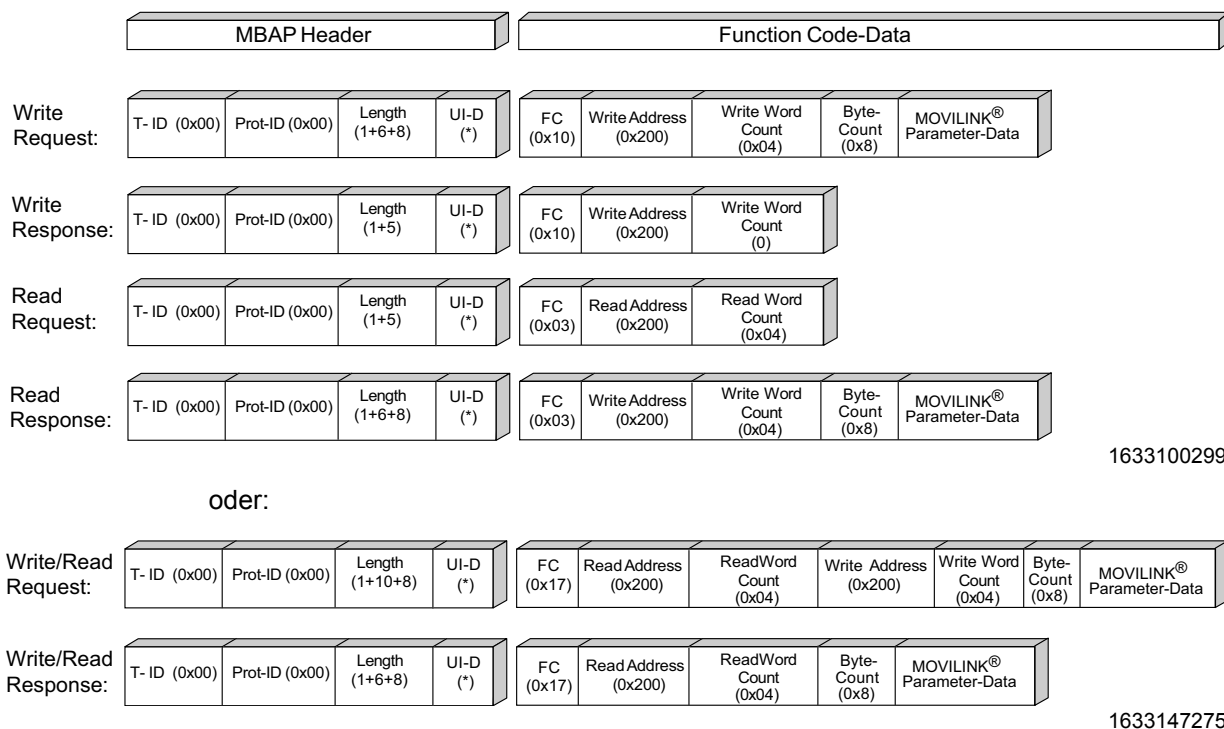 MBAP Header Function Code-Data
Write Request: T- ID (0x00) Prot-ID (0x00) Length (1+6+8) UI-D (*) FC (0x10) Write Address (0x200) Write Word Count (0x04) Byte-Count (0x8) MOVILINK® Parameter-Data
Write Response: T- ID (0x00) Prot-ID (0x00) Length (1+5) UI-D (*) FC (0x10) Write Address (0x200) Write Word Count (0)
Read Request: T- ID (0x00) Prot-ID (0x00) Length (1+5) UI-D (*) FC (0x03) Read Address (0x200) Read Word Count (0x04)
Read Response: T- ID (0x00) Prot-ID (0x00) Length (1+6+8) UI-D (*) FC (0x03) Write Address (0x200) Write Word Count (0x04) Byte-Count (0x8) MOVILINK® Parameter-Data
1633100299
oder:
Write/Read Request: T- ID (0x00) Prot-ID (0x00) Length (1+10+8) UI-D (*) FC (0x17) Read Address (0x200) ReadWord Count (0x04) Write Address (0x200) Write Word Count (0x04) Byte-Count (0x8) MOVILINK® Parameter-Data
Write/Read Response: T- ID (0x00) Prot-ID (0x00) Length (1+6+8) UI-D (*) FC (0x17) Read Address (0x200) ReadWord Count (0x04) Byte-Count (0x8) MOVILINK® Parameter-Data
1633147275